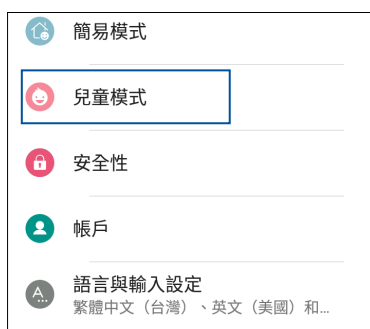 簡易模式
兒童模式
安全性
帳戶
A...
語言與輸入設定
繁體中文（台灣）、英文（美國）和...